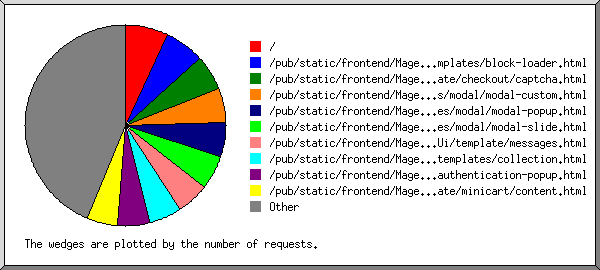 /
/pub/static/frontend/Mage...mplates/block-loader.html
/pub/static/frontend/Mage...ate/checkout/captcha.html
/pub/static/frontend/Mage...s/modal/modal-custom.html
/pub/static/frontend/Mage...es/modal/modal-popup.html
/pub/static/frontend/Mage...es/modal/modal-slide.html
/pub/static/frontend/Mage...Ui/template/messages.html
/pub/static/frontend/Mage...templates/collection.html
/pub/static/frontend/Mage...authentication-popup.html
/pub/static/frontend/Mage...ate/minicart/content.html
Other
The wedges are plotted by the number of requests.